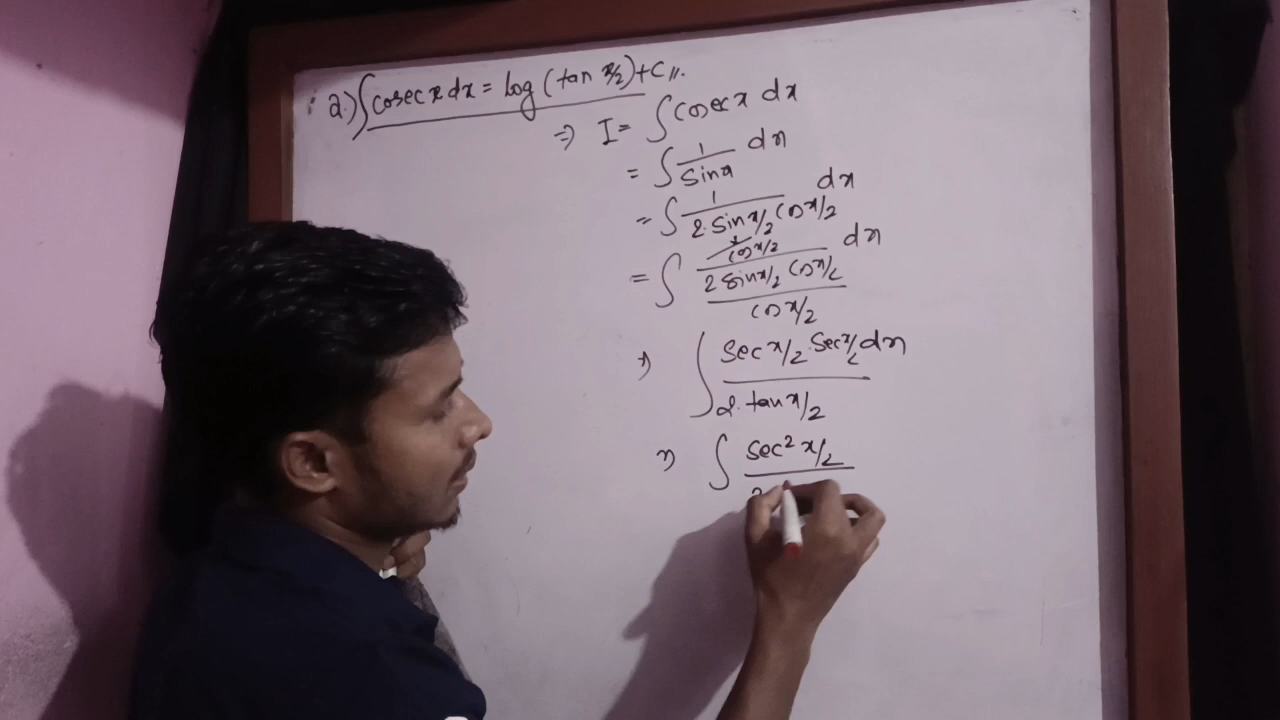 2.) ∫cosec x dx = log (tan x/2) + C //.
⇒ I = ∫ cosec x dx
= ∫ 1/sin x dx
= ∫ 1/(2 · sin x/2 cos x/2) dx
= ∫ (1/cos x/2)/((2 sin x/2 cos x/2)/(cos x/2)) dx
⇒ ∫ (sec x/2 · sec x/2 dx)/(2 · tan x/2)
⇒ ∫ sec² x/2
2